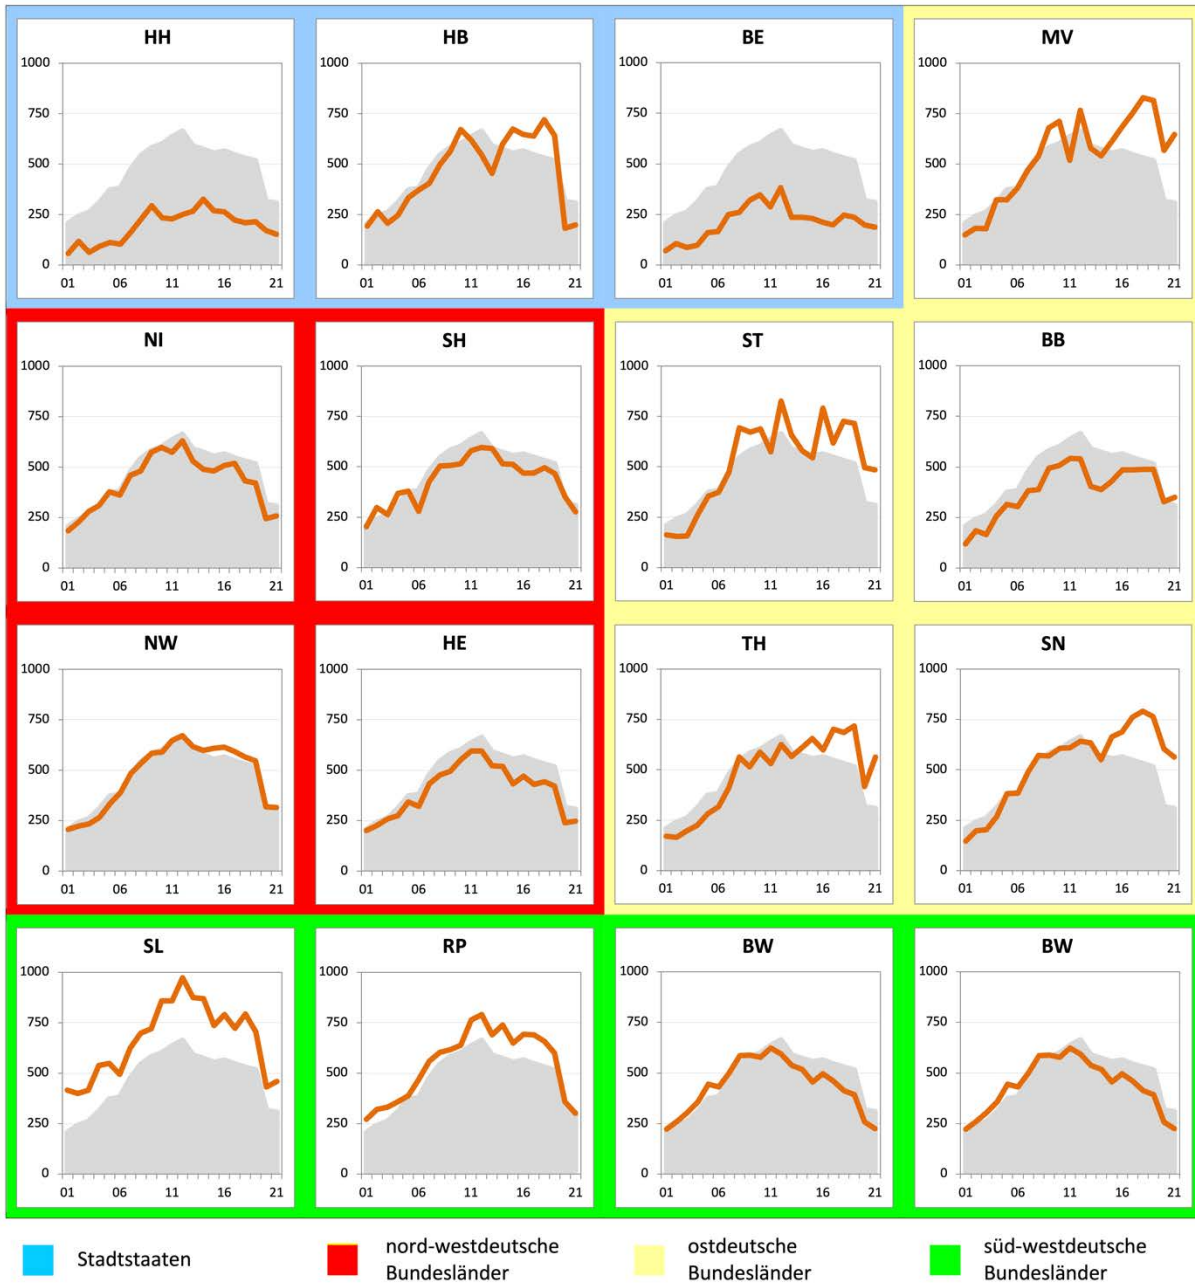 HH HB BE MV
1000 1000 1000 1000
750 750 750 750
500 500 500 500
250 250 250 250
0 0 0 0
01 06 11 16 21 01 06 11 16 21 01 06 11 16 21 01 06 11 16 21
NI SH ST BB
1000 1000 1000 1000
750 750 750 750
500 500 500 500
250 250 250 250
0 0 0 0
01 06 11 16 21 01 06 11 16 21 01 06 11 16 21 01 06 11 16 21
NW HE TH SN
1000 1000 1000 1000
750 750 750 750
500 500 500 500
250 250 250 250
0 0 0 0
01 06 11 16 21 01 06 11 16 21 01 06 11 16 21 01 06 11 16 21
SL RP BW BW
1000 1000 1000 1000
750 750 750 750
500 500 500 500
250 250 250 250
0 0 0 0
01 06 11 16 21 01 06 11 16 21 01 06 11 16 21 01 06 11 16 21
Stadtstaaten
nord-westdeutsche
Bundesländer
ostdeutsche
Bundesländer
süd-westdeutsche
Bundesländer